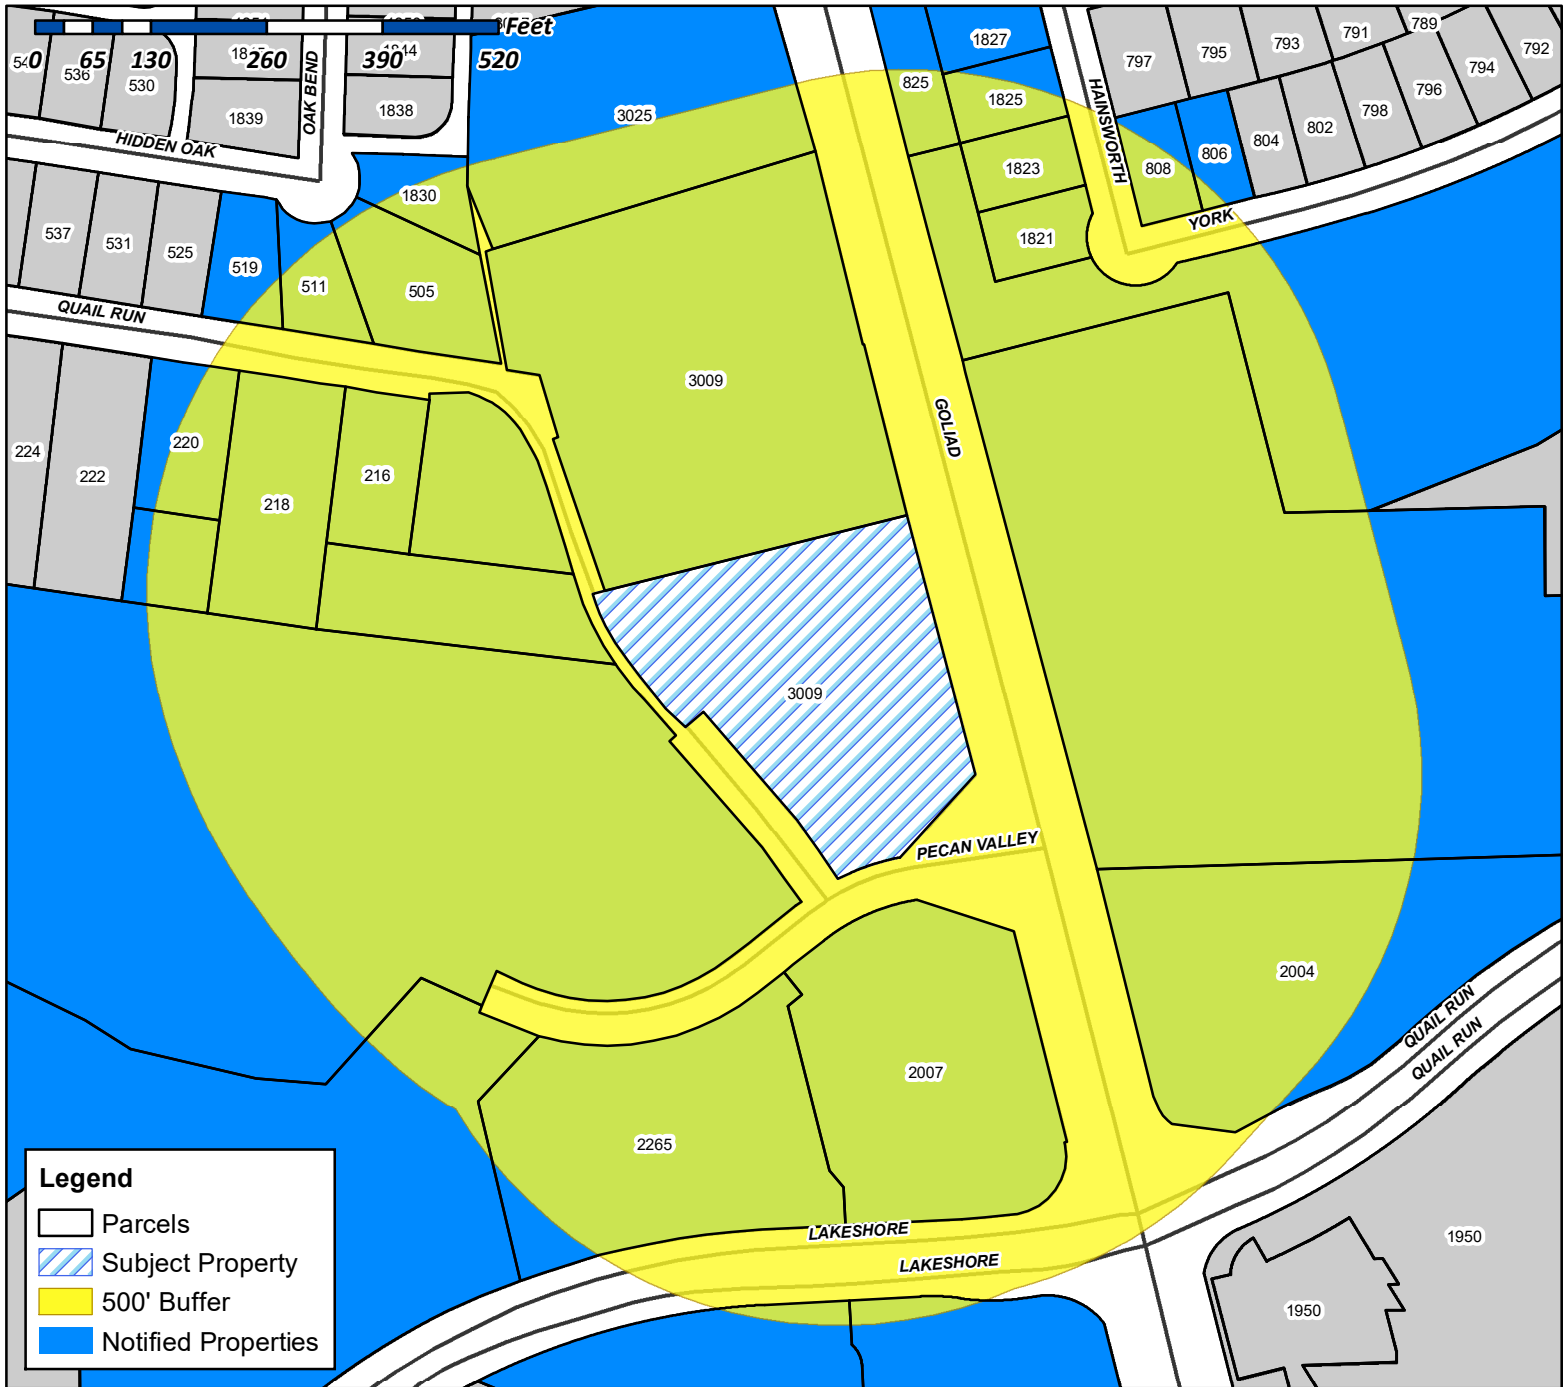 Feet
0 65 130 260 390 520
536
530
1839
1838
OAK BEND
HIDDEN OAK
3025
825
1827
1825
1823
1821
HAINSWORTH
797
795
793
791
789
792
794
796
798
802
804
806
808
YORK
1830
537
531
525
519
511
505
QUAIL RUN
3009
GOLIAD
224
222
220
218
216
3009
PECAN VALLEY
2004
QUAIL RUN
QUAIL RUN
2007
2265
LAKESHORE
LAKESHORE
1950
1950
Legend
Parcels
Subject Property
500' Buffer
Notified Properties